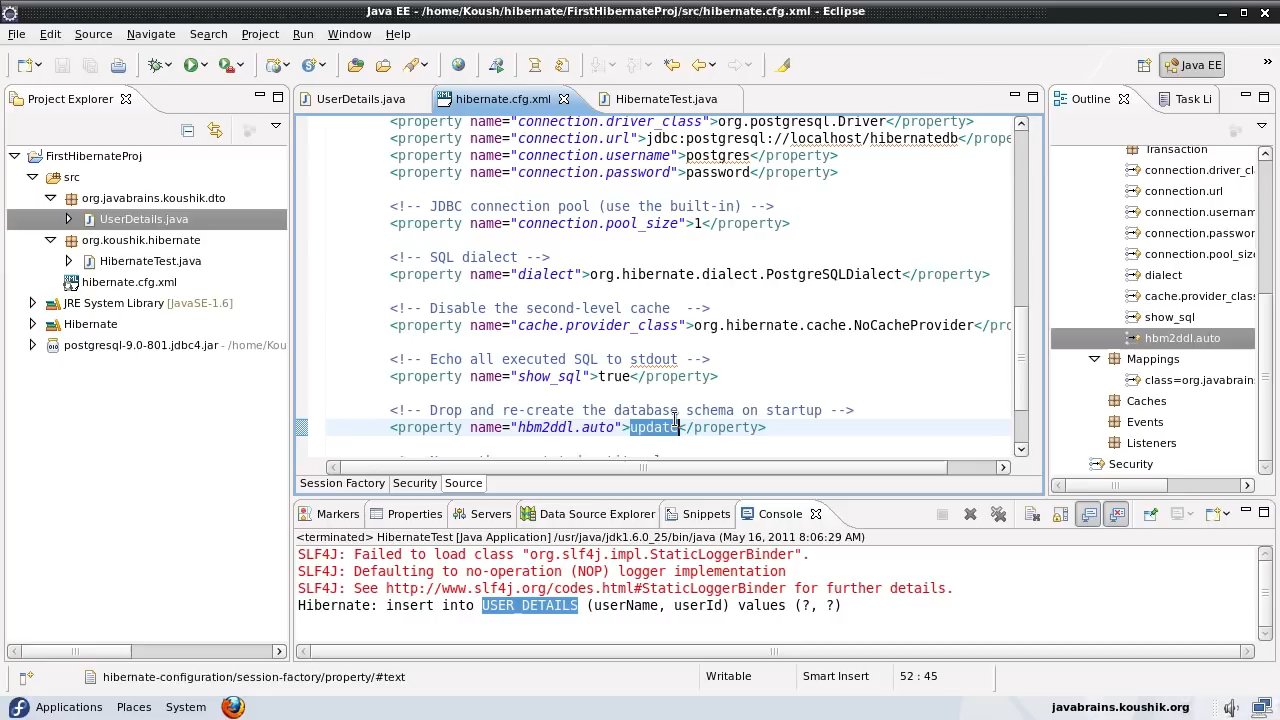 Java EE - /home/Koush/hibernate/FirstHibernateProj/src/hibernate.cfg.xml - Eclipse
File Edit Source Navigate Search Project Run Window Help
Java EE
Project Explorer
FirstHibernateProj
src
org.javabrains.koushik.dto
UserDetails.java
org.koushik.hibernate
HibernateTest.java
hibernate.cfg.xml
JRE System Library [JavaSE-1.6]
Hibernate
postgresql-9.0-801.jdbc4.jar - /home/Kou
UserDetails.java hibernate.cfg.xml HibernateTest.java
<property name="connection.driver_class">org.postgresql.Driver</property>
<property name="connection.url">jdbc:postgresql://localhost/hibernatedb</prope
<property name="connection.username">postgres</property>
<property name="connection.password">password</property>
<!-- JDBC connection pool (use the built-in) -->
<property name="connection.pool_size">1</property>
<!-- SQL dialect -->
<property name="dialect">org.hibernate.dialect.PostgreSQLDialect</property>
<!-- Disable the second-level cache  -->
<property name="cache.provider_class">org.hibernate.cache.NoCacheProvider</pro
<!-- Echo all executed SQL to stdout -->
<property name="show_sql">true</property>
<!-- Drop and re-create the database schema on startup -->
<property name="hbm2ddl.auto">update</property>
Session Factory Security Source
Outline Task Li
Transaction
connection.driver_cl
connection.url
connection.usernam
connection.passwor
connection.pool_size
dialect
cache.provider_class
show_sql
hbm2ddl.auto
Mappings
class=org.javabrains
Caches
Events
Listeners
Security
Markers Properties Servers Data Source Explorer Snippets Console
<terminated> HibernateTest [Java Application] /usr/java/jdk1.6.0_25/bin/java (May 16, 2011 8:06:29 AM)
SLF4J: Failed to load class "org.slf4j.impl.StaticLoggerBinder".
SLF4J: Defaulting to no-operation (NOP) logger implementation
SLF4J: See http://www.slf4j.org/codes.html#StaticLoggerBinder for further details.
Hibernate: insert into USER_DETAILS (userName, userId) values (?, ?)
hibernate-configuration/session-factory/property/#text
Writable
Smart Insert
52 : 45
Applications Places System
javabrains.koushik.org